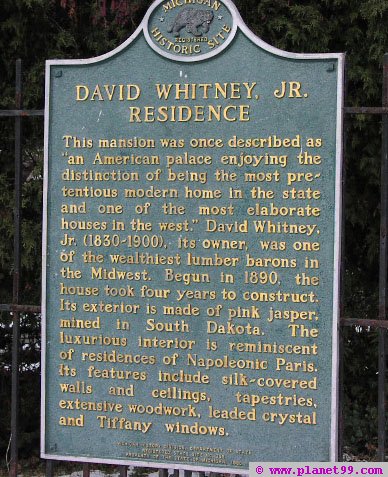 MICHIGAN
REGISTERED
HISTORIC SITE
DAVID WHITNEY, JR.
RESIDENCE
This mansion was once described as
"an American palace enjoying the
distinction of being the most pre-
tentious modern home in the state
and one of the most elaborate
houses in the west." David Whitney,
Jr. (1830-1900), its owner, was one
of the wealthiest lumber barons in
the Midwest. Begun in 1890, the
house took four years to construct.
Its exterior is made of pink jasper,
mined in South Dakota. The
luxurious interior is reminiscent
of residences of Napoleonic Paris.
Its features include silk-covered
walls and ceilings, tapestries,
extensive woodwork, leaded crystal
and Tiffany windows.
www.planet99.com